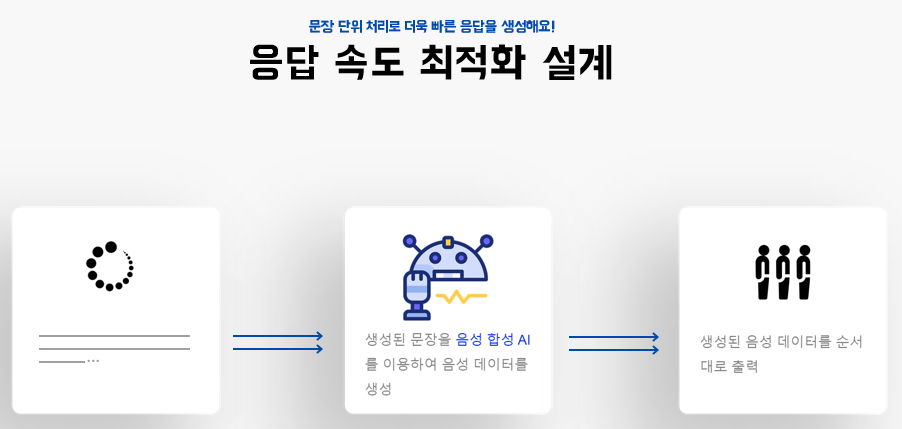 문장 단위 처리로 더욱 빠른 응답을 생성해요!
응답 속도 최적화 설계
생성된 문장을 음성 합성 AI
를 이용하여 음성 데이터를
생성
생성된 음성 데이터를 순서
대로 출력